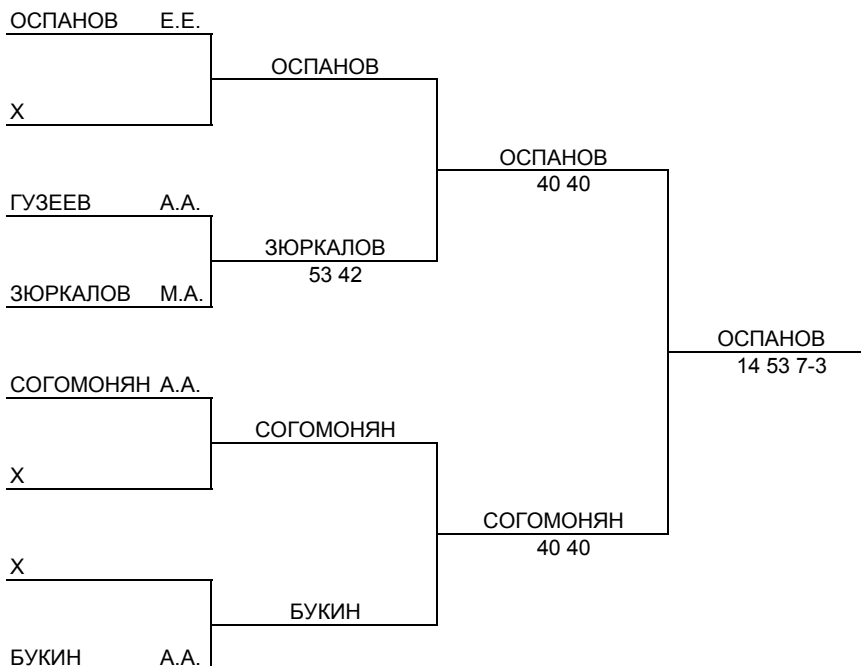 ОСПАНОВ Е.Е.
ОСПАНОВ
Х
ОСПАНОВ
40 40
ГУЗЕЕВ А.А.
ЗЮРКАЛОВ
53 42
ЗЮРКАЛОВ М.А.
ОСПАНОВ
14 53 7-3
СОГОМОНЯН А.А.
СОГОМОНЯН
Х
СОГОМОНЯН
40 40
Х
БУКИН
БУКИН А.А.